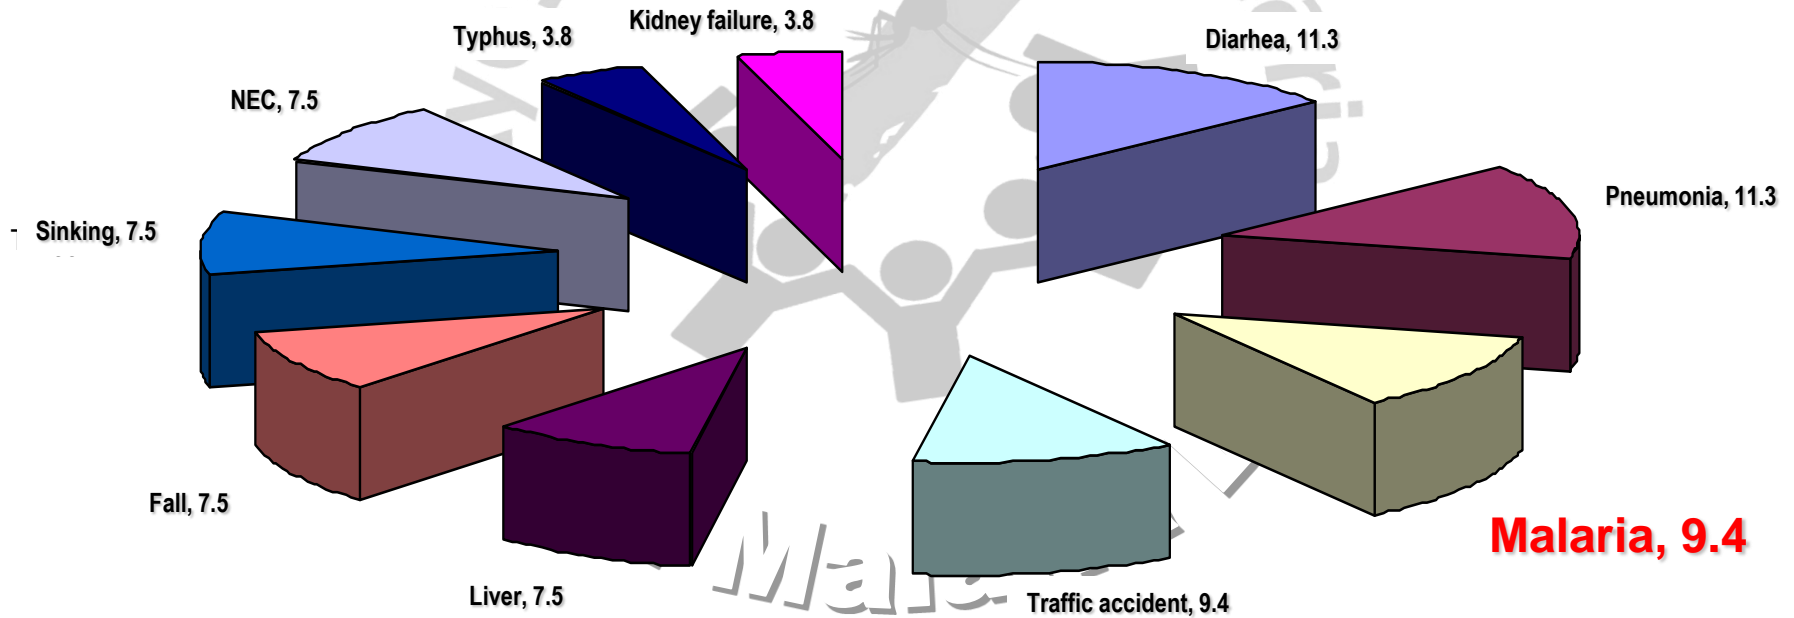 Kidney failure, 3.8
Typhus, 3.8
Diarhea, 11.3
NEC, 7.5
Pneumonia, 11.3
Sinking, 7.5
Fall, 7.5
Malaria, 9.4
Liver, 7.5
Traffic accident, 9.4